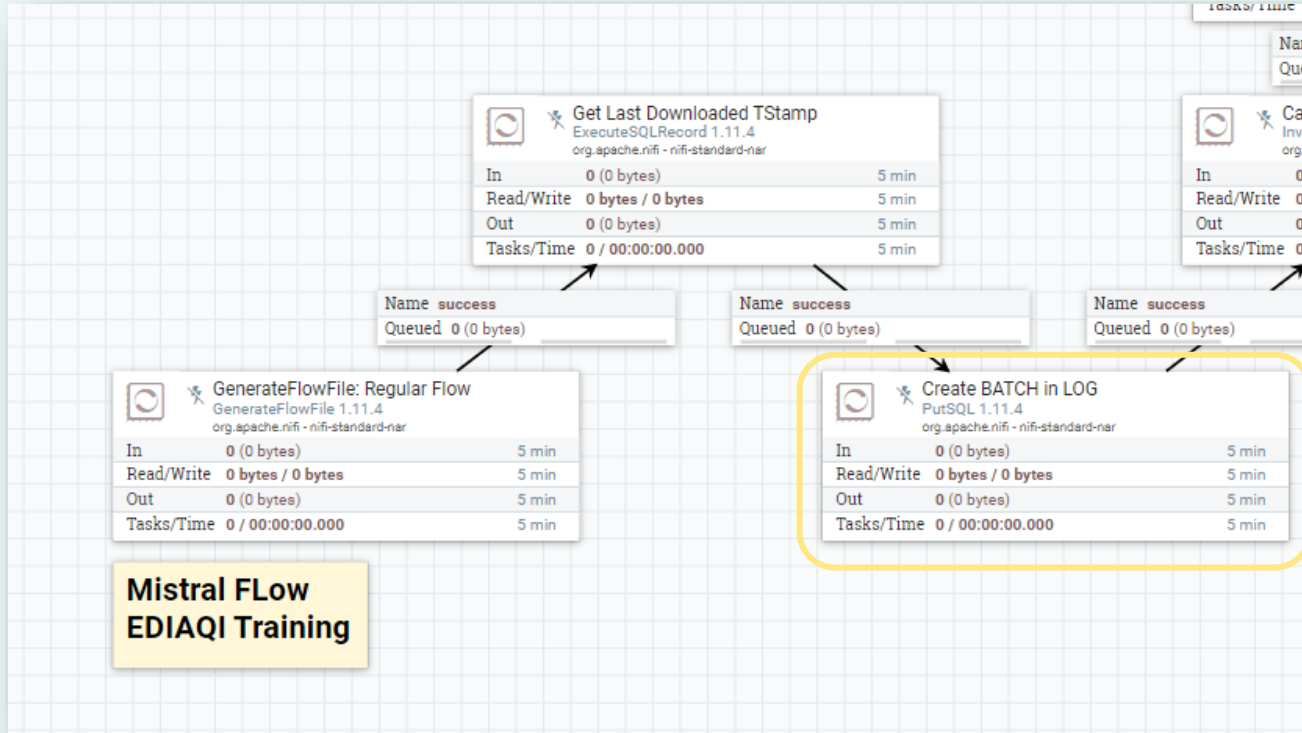 Tasks/Time
Get Last Downloaded TStamp
ExecuteSQLRecord 1.11.4
org.apache.nifi - nifi-standard-nar
In 0 (0 bytes) 5 min
Read/Write 0 bytes / 0 bytes 5 min
Out 0 (0 bytes) 5 min
Tasks/Time 0 / 00:00:00.000 5 min
Name success
Queued 0 (0 bytes)
GenerateFlowFile: Regular Flow
GenerateFlowFile 1.11.4
org.apache.nifi - nifi-standard-nar
In 0 (0 bytes) 5 min
Read/Write 0 bytes / 0 bytes 5 min
Out 0 (0 bytes) 5 min
Tasks/Time 0 / 00:00:00.000 5 min
Mistral FLow
EDIAQI Training
Name success
Queued 0 (0 bytes)
Create BATCH in LOG
PutSQL 1.11.4
org.apache.nifi - nifi-standard-nar
In 0 (0 bytes) 5 min
Read/Write 0 bytes / 0 bytes 5 min
Out 0 (0 bytes) 5 min
Tasks/Time 0 / 00:00:00.000 5 min
Name success
Queued 0 (0 bytes)
In 0
Read/Write 0
Out 0
Tasks/Time 0